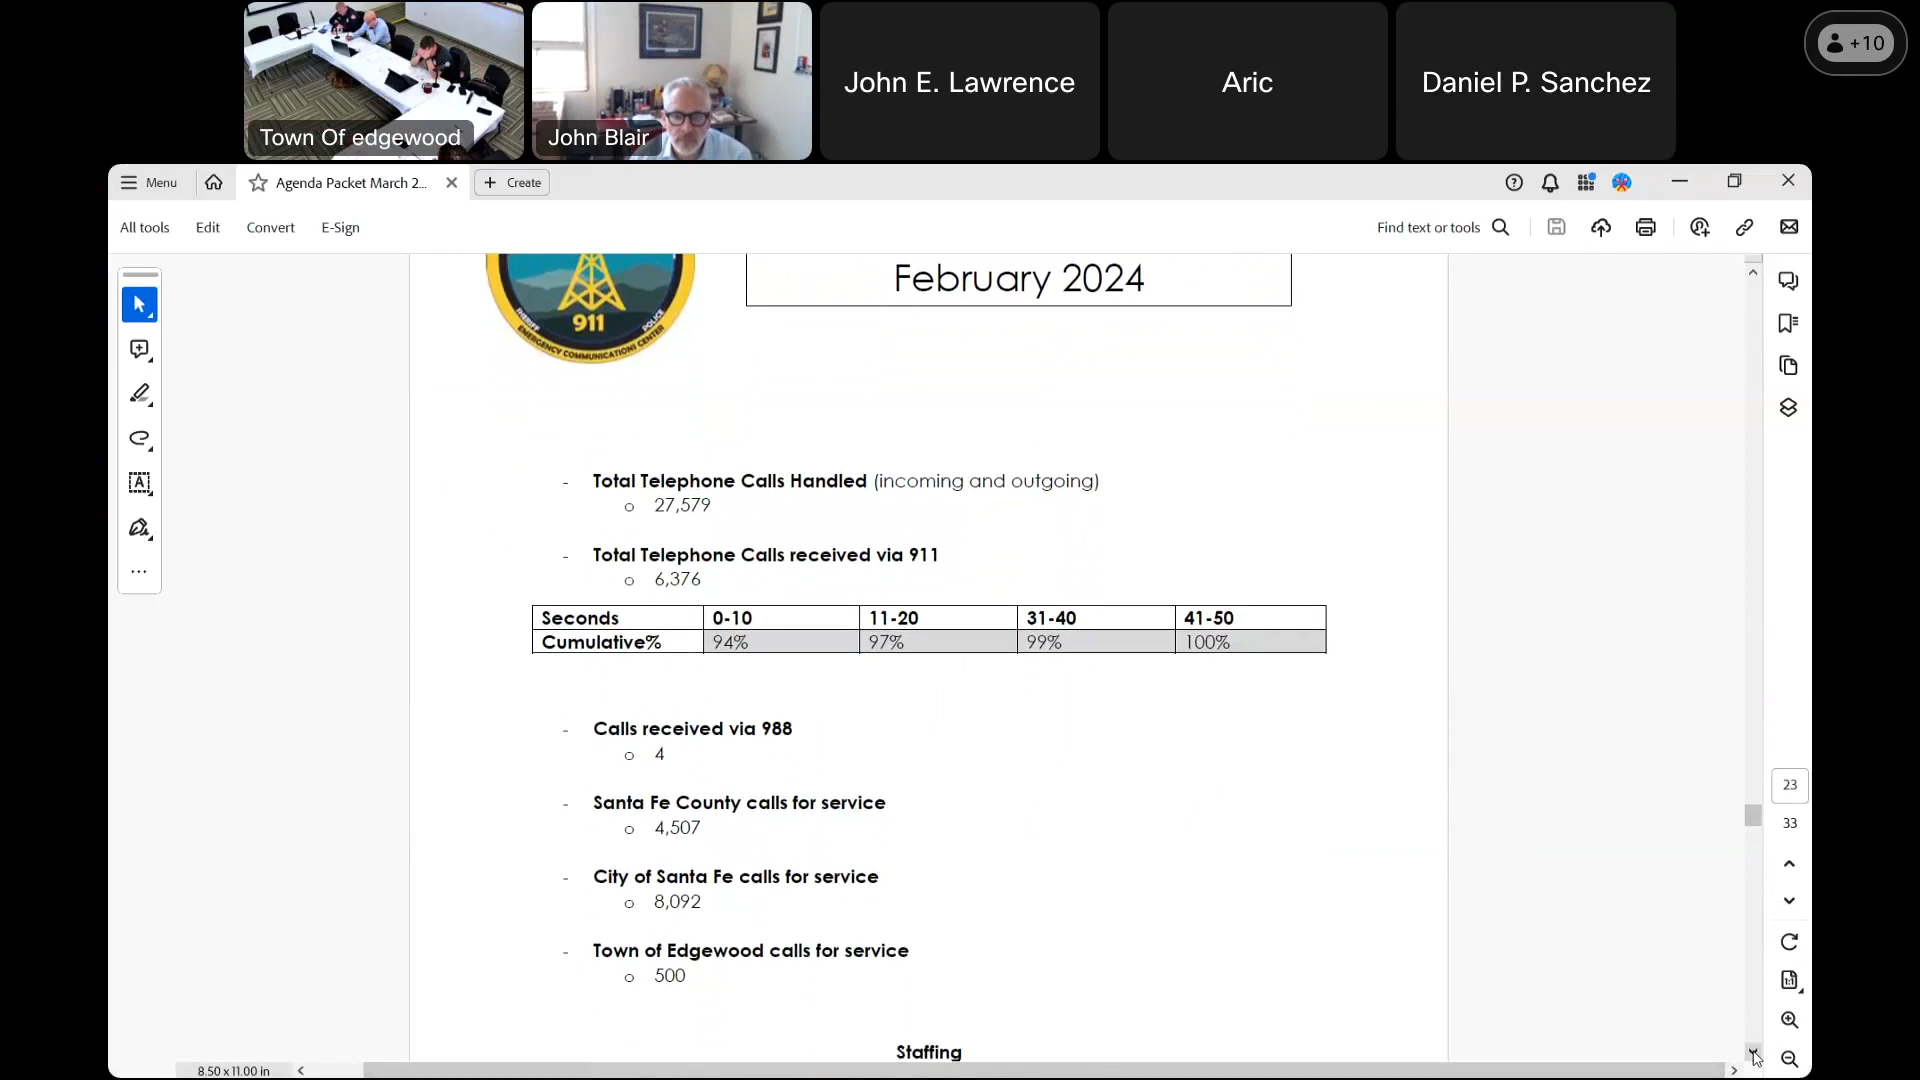 Town Of edgewood
John Blair
John E. Lawrence
Aric
Daniel P. Sanchez
+10
Menu
Agenda Packet March 2...
Create
All tools
Edit
Convert
E-Sign
Find text or tools
February 2024
911
SHERIFF
POLICE
EMERGENCY COMMUNICATIONS CENTER
- Total Telephone Calls Handled (incoming and outgoing)
o 27,579
- Total Telephone Calls received via 911
o 6,376
Seconds 0-10 11-20 31-40 41-50
Cumulative% 94% 97% 99% 100%
- Calls received via 988
o 4
- Santa Fe County calls for service
o 4,507
- City of Santa Fe calls for service
o 8,092
- Town of Edgewood calls for service
o 500
Staffing
23
33
8.50 x 11.00 in